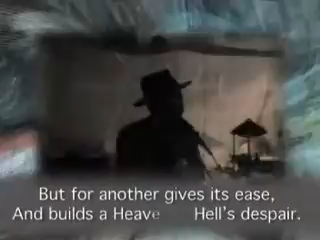 But for another gives its ease,
And builds a Heave Hell's despair.